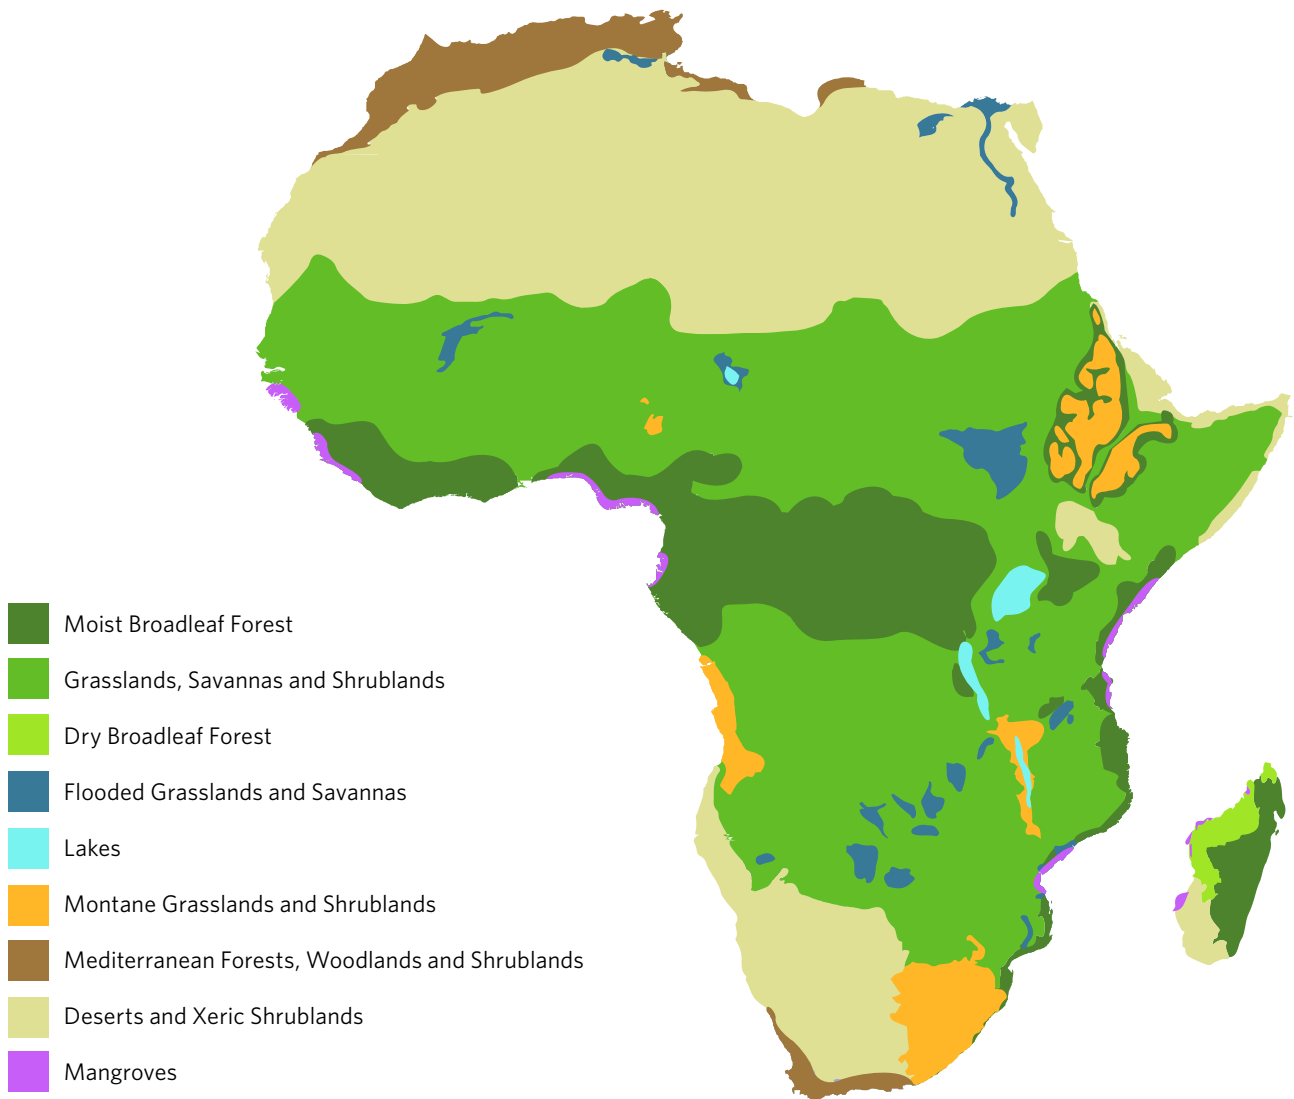 Moist Broadleaf Forest
Grasslands, Savannas and Shrublands
Dry Broadleaf Forest
Flooded Grasslands and Savannas
Lakes
Montane Grasslands and Shrublands
Mediterranean Forests, Woodlands and Shrublands
Deserts and Xeric Shrublands
Mangroves